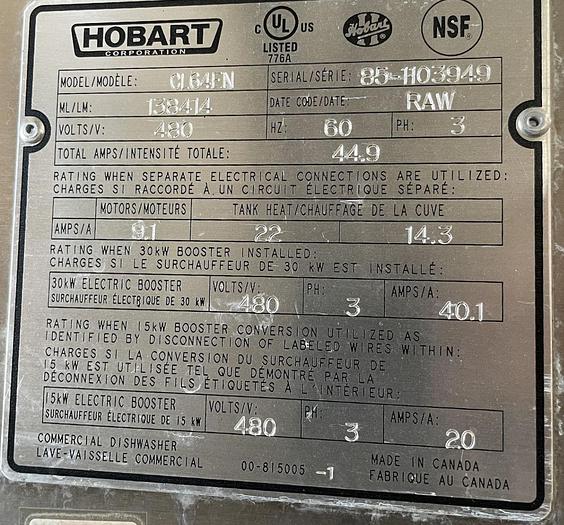 HOBART
CORPORATION
C UL US
LISTED
776A
Hobart
NSF
MODEL/MODÈLE: CL64EN SERIAL/SÉRIE: 85-1103949
ML/LM: 138414 DATE CODE/DATE: RAW
VOLTS/V: 480 HZ: 60 PH: 3
TOTAL AMPS/INTENSITÉ TOTALE: 44.9
RATING WHEN SEPARATE ELECTRICAL CONNECTIONS ARE UTILIZED:
CHARGES SI RACCORDÉ À UN CIRCUIT ÉLECTRIQUE SÉPARÉ:
MOTORS/MOTEURS TANK HEAT/CHAUFFAGE DE LA CUVE
AMPS/A 9.1 22 14.3
RATING WHEN 30kW BOOSTER INSTALLED:
CHARGES SI LE SURCHAUFFEUR DE 30 kW EST INSTALLÉ:
30kW ELECTRIC BOOSTER VOLTS/V: PH: AMPS/A:
SURCHAUFFEUR ÉLECTRIQUE DE 30 kW 480 3 40.1
RATING WHEN 15kW BOOSTER CONVERSION UTILIZED AS
IDENTIFIED BY DISCONNECTION OF LABELED WIRES WITHIN:
CHARGES SI LA CONVERSION DU SURCHAUFFEUR DE
15 kW EST UTILISÉE TEL QUE DÉMONTRÉ PAR LA
DÉCONNEXION DES FILS ÉTIQUETÉS À L'INTÉRIEUR:
15kW ELECTRIC BOOSTER VOLTS/V: PH: AMPS/A:
SURCHAUFFEUR ÉLECTRIQUE DE 15 kW 480 3 20
COMMERCIAL DISHWASHER MADE IN CANADA
LAVE-VAISSELLE COMMERCIAL 00-815005 -1 FABRIQUE AU CANADA